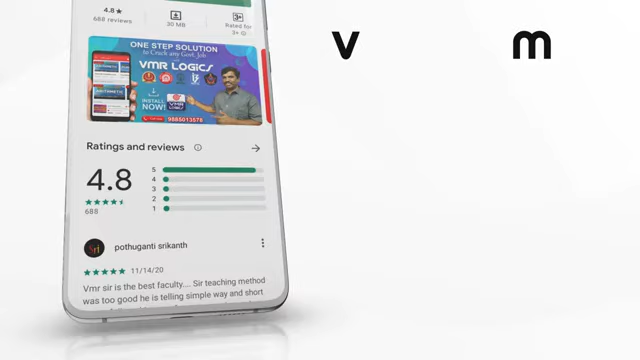 4.8★
688 reviews
30 MB
3+
Rated for
3+
ONE STEP SOLUTION
to Crack any Govt. Job
VMR LOGICS
INSTALL
NOW!
VMR
LOGICS
9885013578
Ratings and reviews
4.8
5
4
3
2
1
688
pothuganti srikanth
11/14/20
Vmr sir is the best faculty.... Sir teaching method
was too good he is telling simple way and short
v m